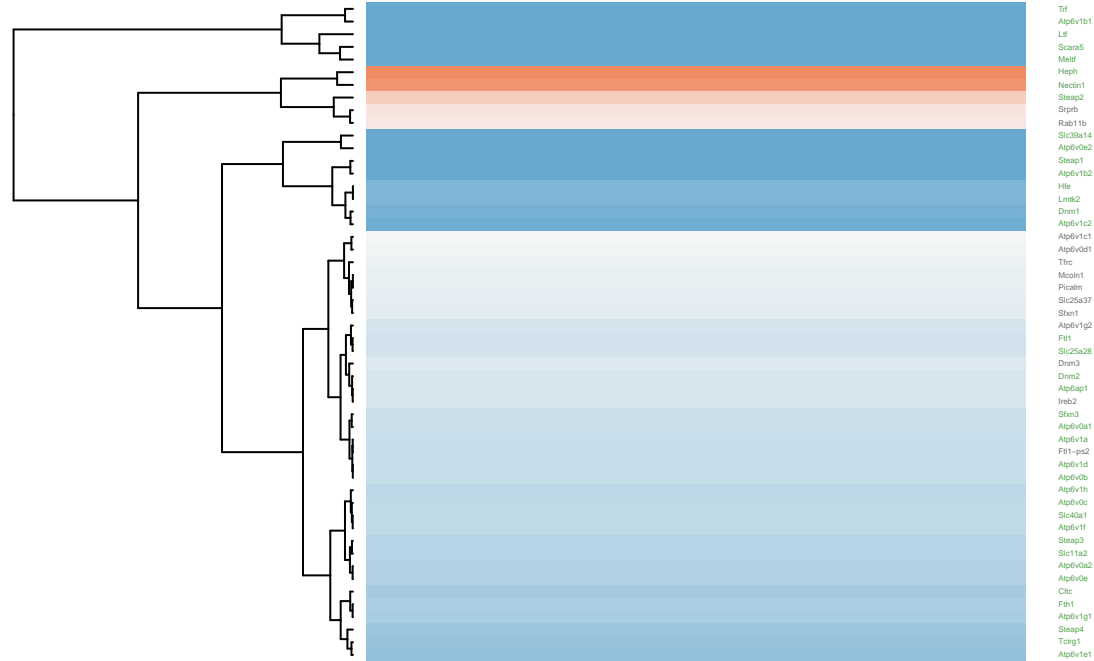 Trf
Atp6v1b1
Ltf
Scara5
Meltf
Heph
Nectin1
Steap2
Srprb
Rab11b
Slc39a14
Atp6v0e2
Steap1
Atp6v1b2
Hfe
Lmtk2
Dnm1
Atp6v1c2
Atp6v1c1
Atp6v0d1
Tfrc
Mcoln1
Picalm
Slc25a37
Sfxn1
Atp6v1g2
Ftl1
Slc25a28
Dnm3
Dnm2
Atp6ap1
Ireb2
Sfxn3
Atp6v0a1
Atp6v1a
Ftl1−ps2
Atp6v1d
Atp6v0b
Atp6v1h
Atp6v0c
Slc40a1
Atp6v1f
Steap3
Slc11a2
Atp6v0a2
Atp6v0e
Cltc
Fth1
Atp6v1g1
Steap4
Tcirg1
Atp6v1e1